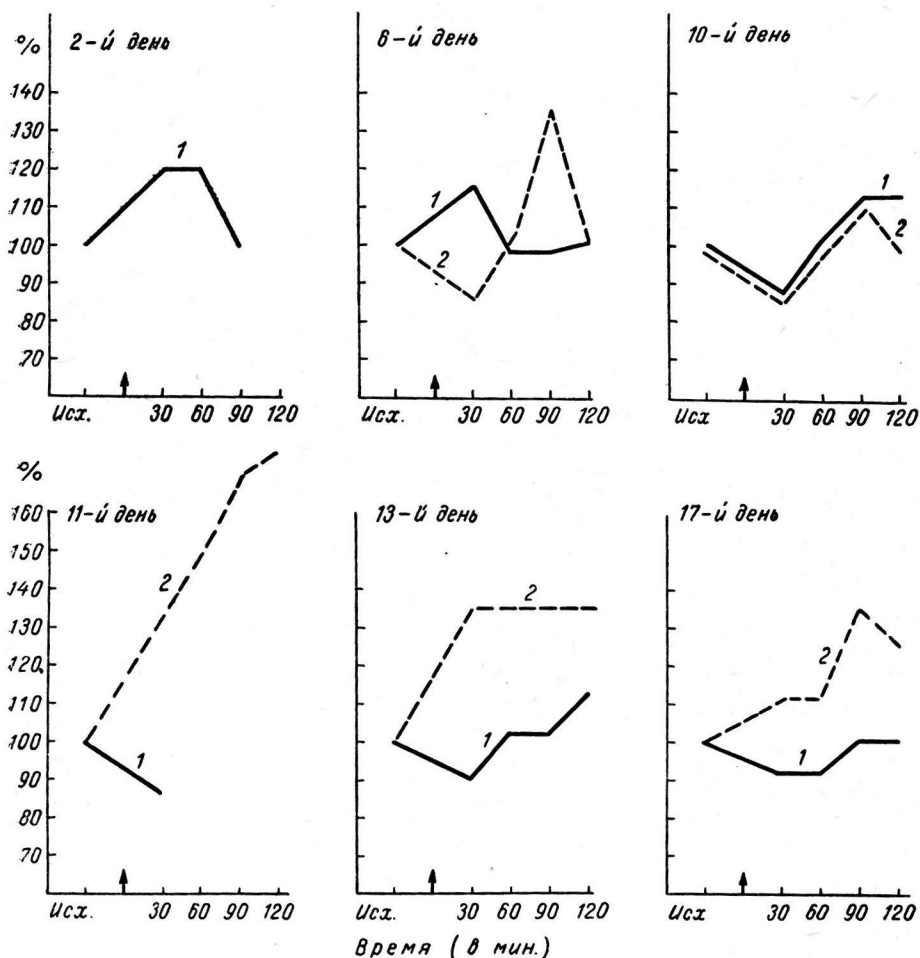 % 2-й день
140
130
120
110
100
90
80
70
1
Исх. 30 60 90 120
6-й день
1
2
Исх. 30 60 90 120
10-й день
1
2
Исх 30 60 90 120
% 11-й день
160
150
140
130
120
110
100
90
80
70
2
1
Исх. 30 60 90 120
13-й день
2
1
Исх. 30 60 90 120
17-й день
2
1
Исх 30 60 90 120
Время (в мин.)